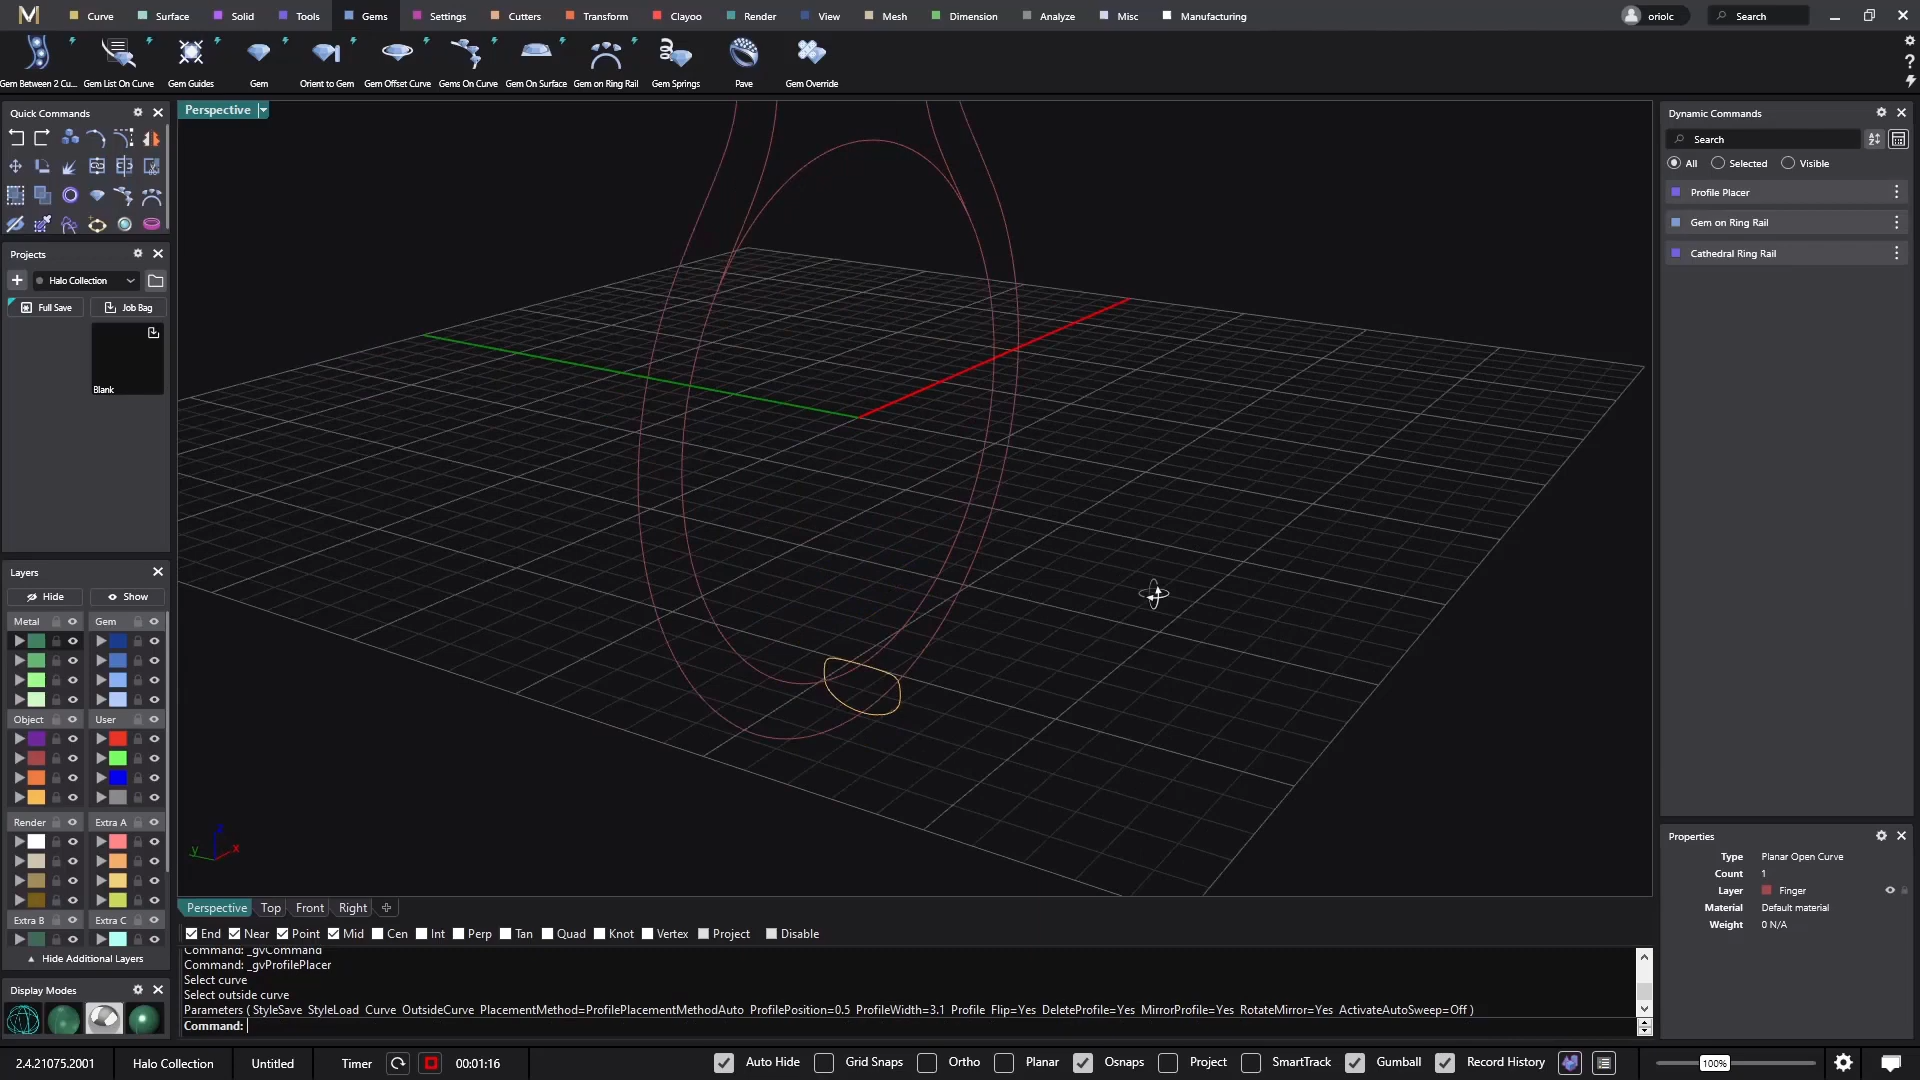 Curve Surface Solid Tools Gems Settings Cutters Transform Clayoo Render View Mesh Dimension Analyze Misc Manufacturing oriolc Search
Gem Between 2 Cu... Gem List On Curve Gem Guides Gem Orient to Gem Gem Offset Curve Gems On Curve Gem On Surface Gem on Ring Rail Gem Springs Pave Gem Override
Quick Commands
Perspective
Dynamic Commands
Search
All Selected Visible
Profile Placer
Gem on Ring Rail
Cathedral Ring Rail
Projects
Halo Collection
Full Save Job Bag
Blank
Layers
Hide Show
Metal Gem
Object User
Render Extra A
Extra B Extra C
Hide Additional Layers
Display Modes
z
y x
Perspective Top Front Right
End Near Point Mid Cen Int Perp Tan Quad Knot Vertex Project Disable
Command: _gvCommand
Command: _gvProfilePlacer
Select curve
Select outside curve
Parameters ( StyleSave StyleLoad Curve OutsideCurve PlacementMethod=ProfilePlacementMethodAuto ProfilePosition=0.5 ProfileWidth=3.1 Profile Flip=Yes DeleteProfile=Yes MirrorProfile=Yes RotateMirror=Yes ActivateAutoSweep=Off )
Command:
Properties
Type Planar Open Curve
Count 1
Layer Finger
Material Default material
Weight 0 N/A
2.4.21075.2001 Halo Collection Untitled Timer 00:01:16 Auto Hide Grid Snaps Ortho Planar Osnaps Project SmartTrack Gumball Record History 100%